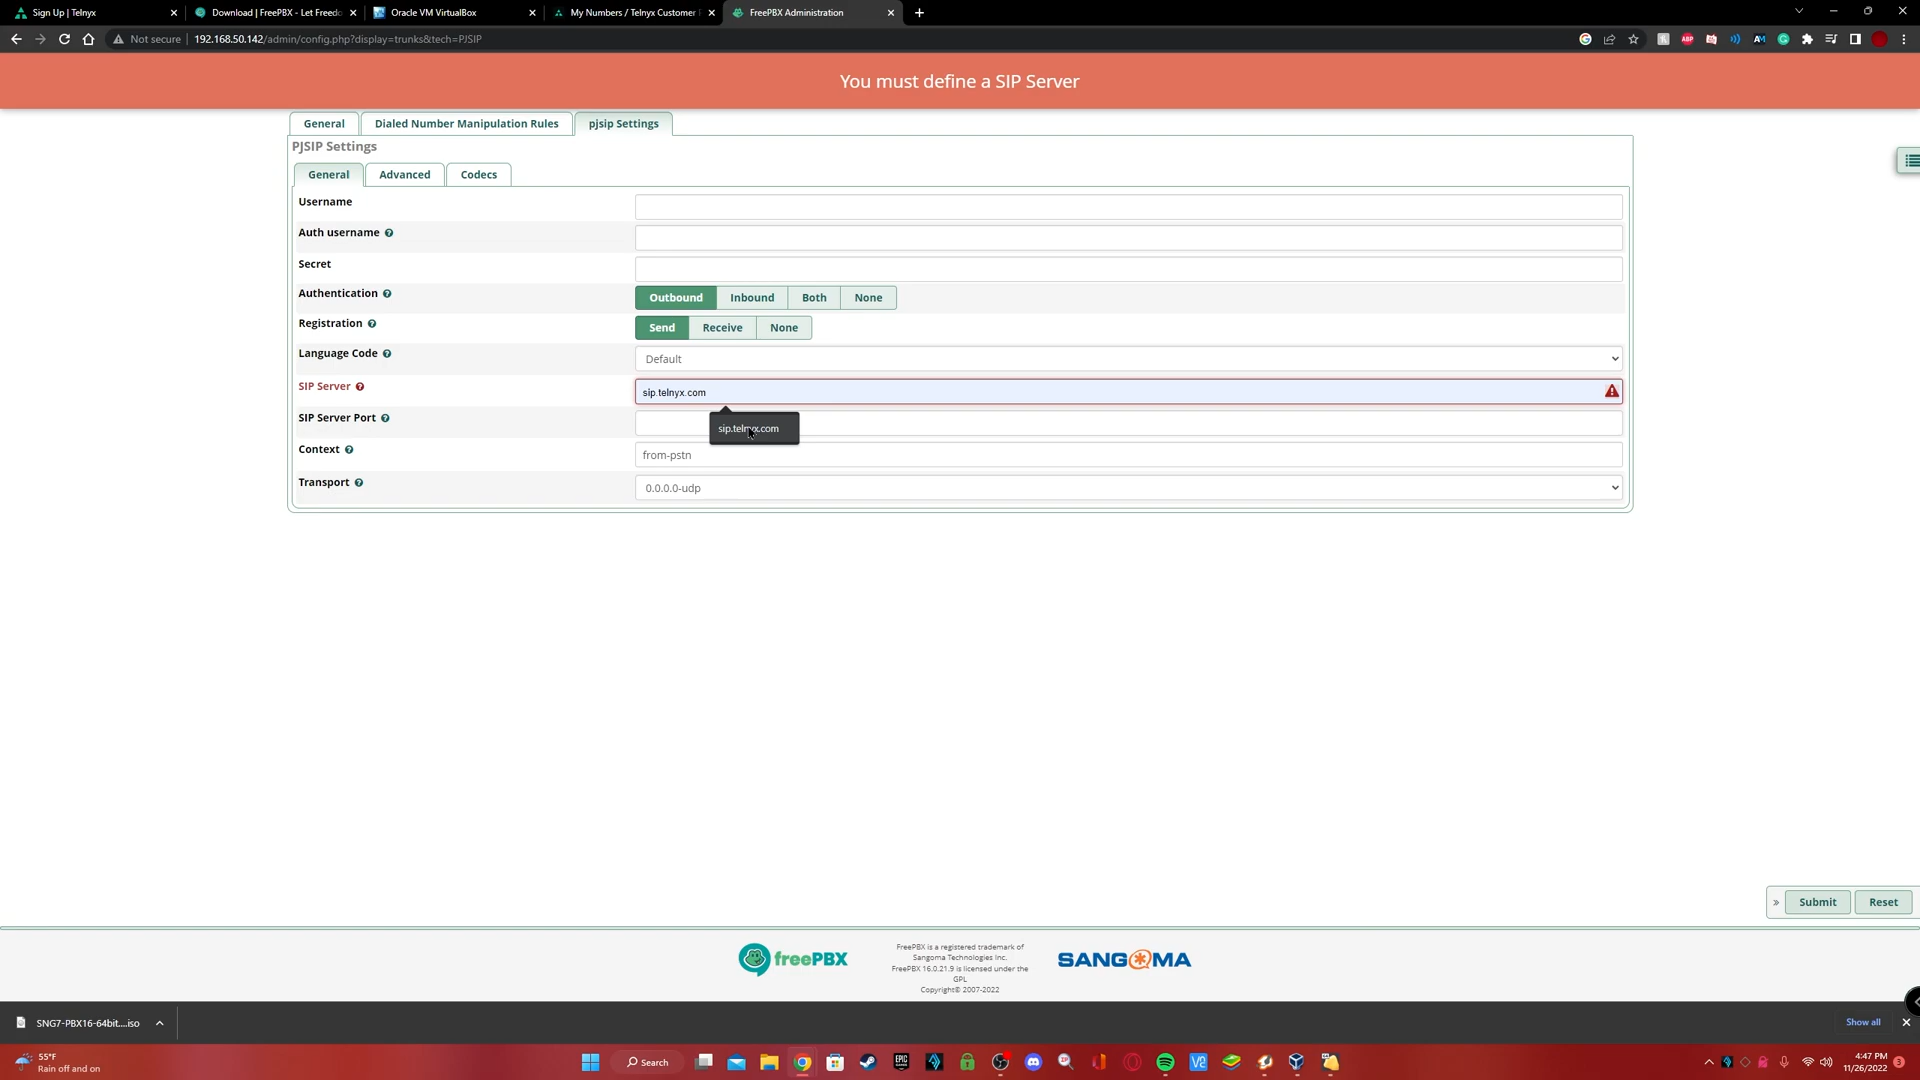 Sign Up | Telnyx
Download | FreePBX - Let Freedo
Oracle VM VirtualBox
My Numbers / Telnyx Customer
FreePBX Administration
Not secure
192.168.50.142/admin/config.php?display=trunks&tech=PJSIP
ABP
You must define a SIP Server
General
Dialed Number Manipulation Rules
pjsip Settings
PJSIP Settings
General
Advanced
Codecs
Username
Auth username
Secret
Authentication
Outbound
Inbound
Both
None
Registration
Send
Receive
None
Language Code
Default
SIP Server
sip.telnyx.com
SIP Server Port
sip.telnyx.com
Context
from-pstn
Transport
0.0.0.0-udp
»
Submit
Reset
freePBX
FreePBX is a registered trademark of
Sangoma Technologies Inc.
FreePBX 16.0.21.9 is licensed under the
GPL
Copyright© 2007-2022
SANGOMA
SNG7-PBX16-64bit....iso
Show all
55°F
Rain off and on
Search
EPIC
4:47 PM
11/26/2022
3